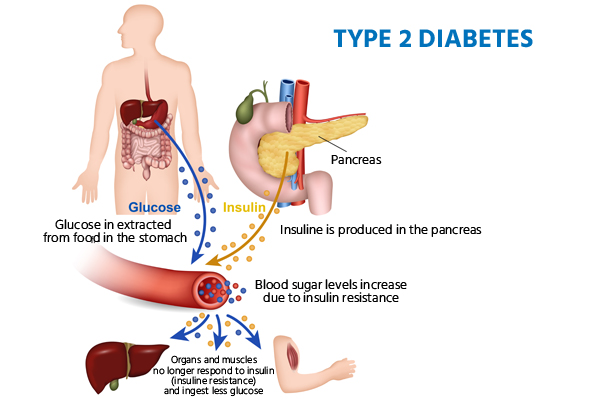 TYPE 2 DIABETES
Pancreas
Glucose
Insulin
Glucose in extracted
from food in the stomach
Insuline is produced in the pancreas
Blood sugar levels increase
due to insulin resistance
Organs and muscles
no longer respond to insulin
(insuline resistance)
and ingest less glucose